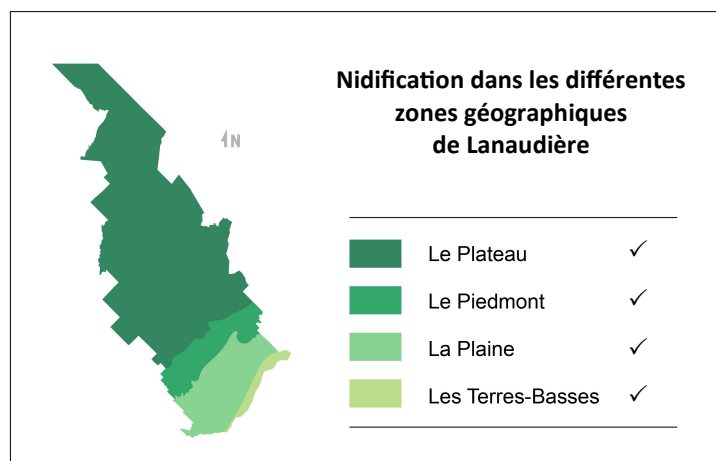 Nidification dans les différentes
zones géographiques
de Lanaudière
N
Le Plateau ✓
Le Piedmont ✓
La Plaine ✓
Les Terres-Basses ✓